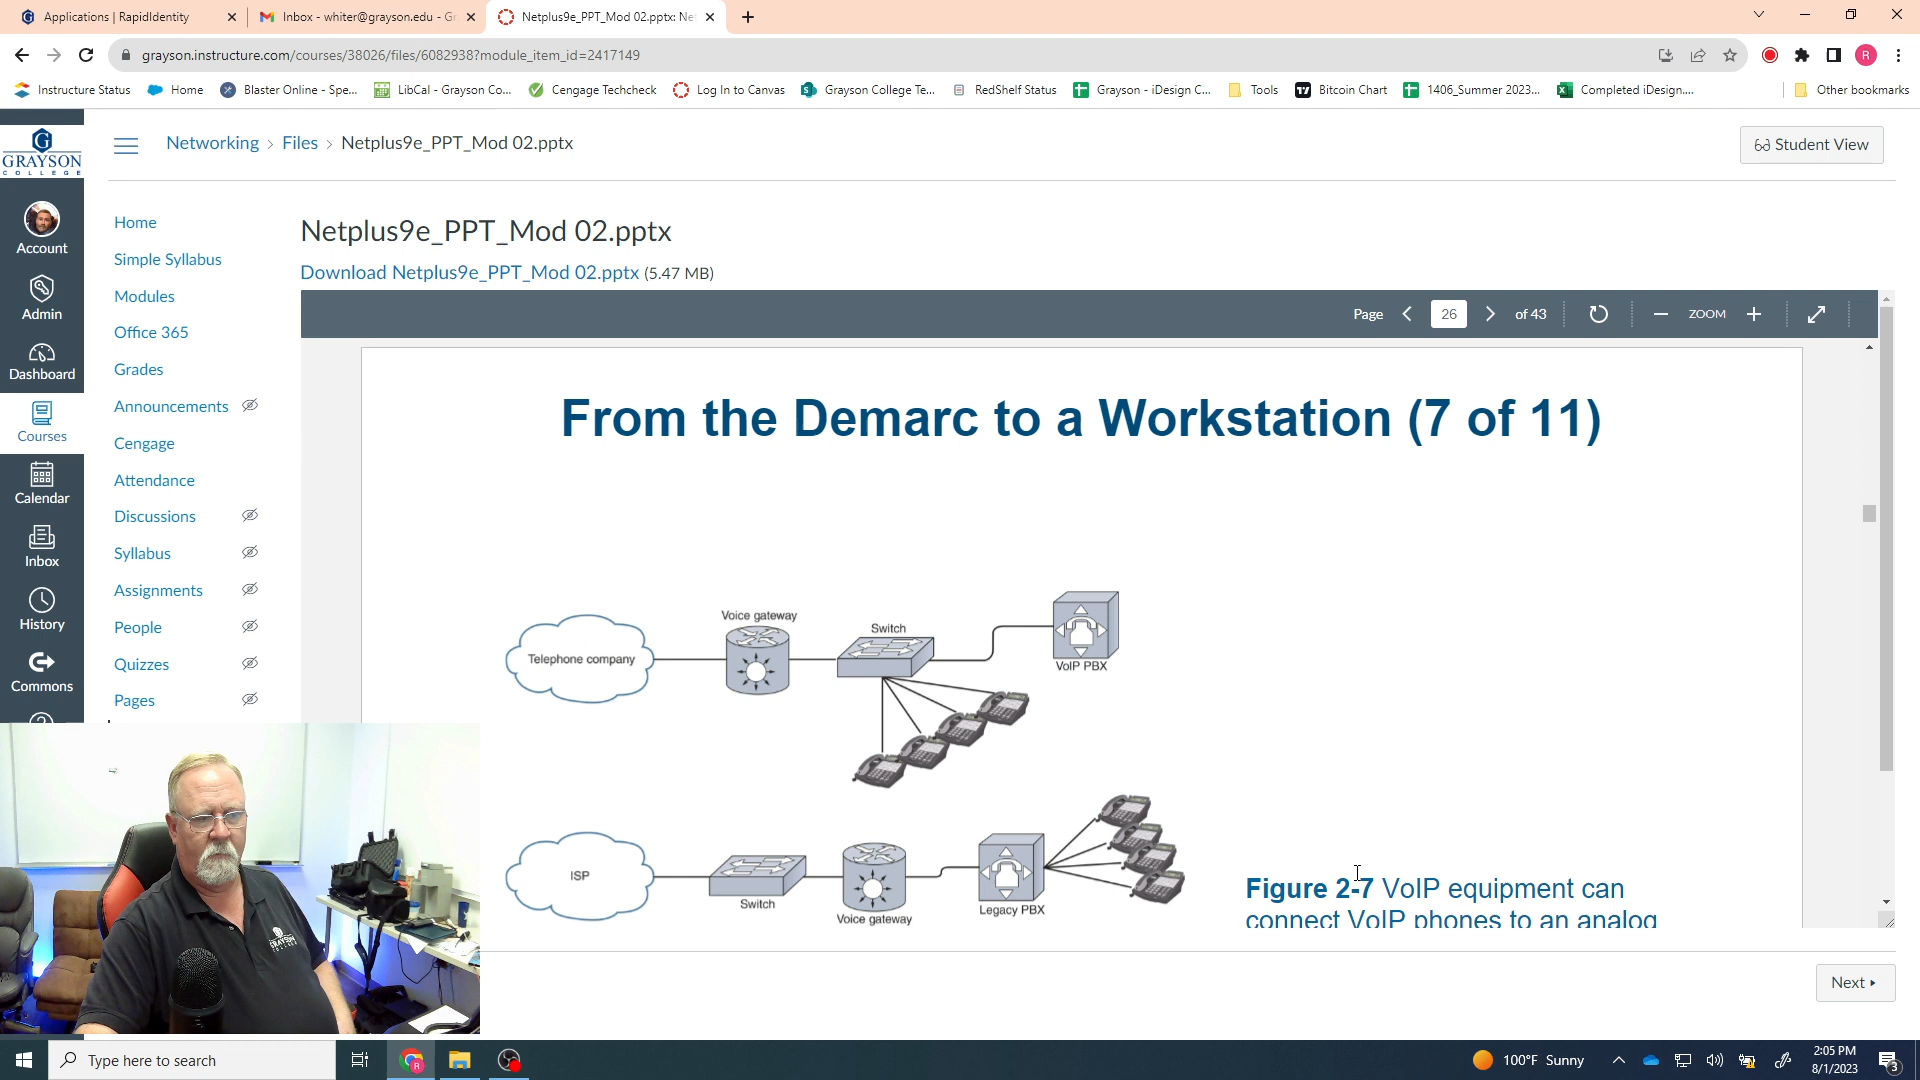 Applications | RapidIdentity
Inbox - whiter@grayson.edu - Gr
Netplus9e_PPT_Mod 02.pptx: Net
grayson.instructure.com/courses/38026/files/6082938?module_item_id=2417149
R
Instructure Status
Home
Blaster Online - Spe...
LibCal - Grayson Co...
Cengage Techcheck
Log In to Canvas
Grayson College Te...
RedShelf Status
Grayson - iDesign C...
Tools
Bitcoin Chart
1406_Summer 2023...
Completed iDesign....
Other bookmarks
GRAYSON
COLLEGE
Networking > Files > Netplus9e_PPT_Mod 02.pptx
Student View
Account
Admin
Dashboard
Courses
Calendar
Inbox
History
Commons
Home
Simple Syllabus
Modules
Office 365
Grades
Announcements
Cengage
Attendance
Discussions
Syllabus
Assignments
People
Quizzes
Pages
Netplus9e_PPT_Mod 02.pptx
Download Netplus9e_PPT_Mod 02.pptx (5.47 MB)
Page 26 of 43 ZOOM
From the Demarc to a Workstation (7 of 11)
Telephone company
Voice gateway
Switch
VoIP PBX
ISP
Switch
Voice gateway
Legacy PBX
Figure 2-7 VoIP equipment can
connect VoIP phones to an analog
Next
GRAYSON
COLLEGE
Type here to search
100°F Sunny
2:05 PM
8/1/2023
3